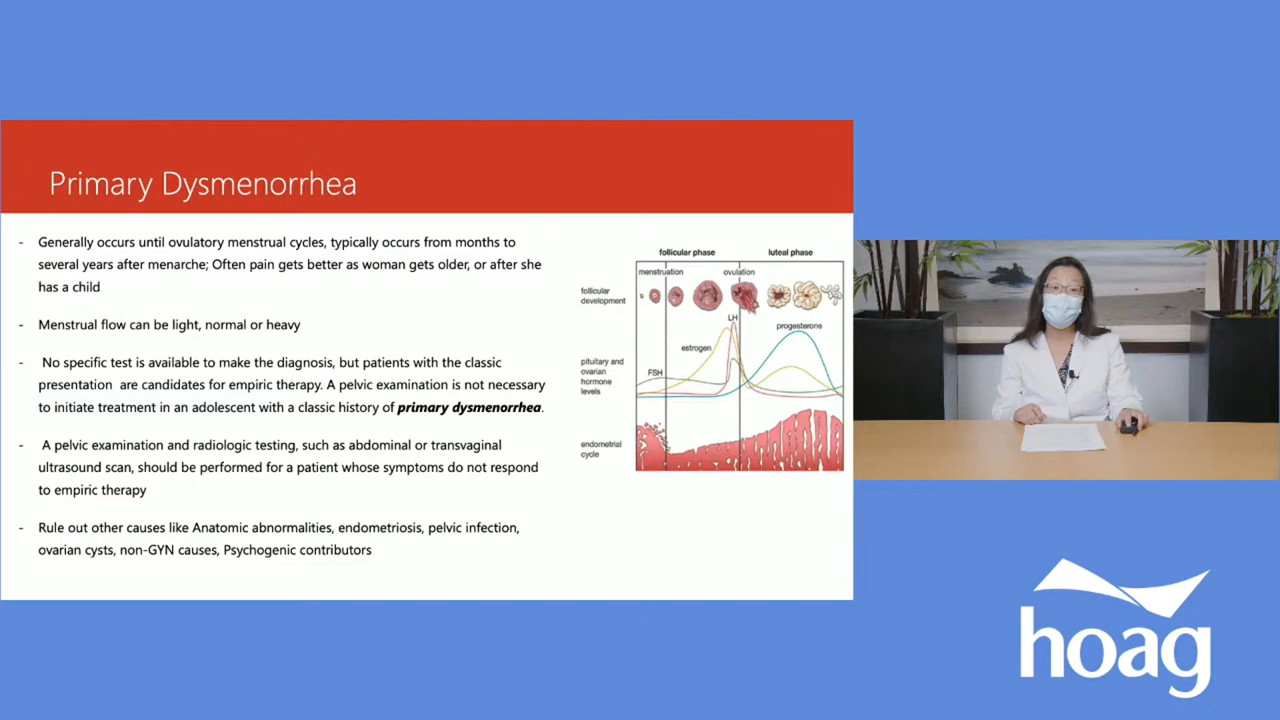 Primary Dysmenorrhea
- Generally occurs until ovulatory menstrual cycles, typically occurs from months to
several years after menarche; Often pain gets better as woman gets older, or after she
has a child
- Menstrual flow can be light, normal or heavy
- No specific test is available to make the diagnosis, but patients with the classic
presentation are candidates for empiric therapy. A pelvic examination is not necessary
to initiate treatment in an adolescent with a classic history of primary dysmenorrhea.
- A pelvic examination and radiologic testing, such as abdominal or transvaginal
ultrasound scan, should be performed for a patient whose symptoms do not respond
to empiric therapy
- Rule out other causes like Anatomic abnormalities, endometriosis, pelvic infection,
ovarian cysts, non-GYN causes, Psychogenic contributors
follicular phase
luteal phase
menstruation
ovulation
follicular
development
LH
progesterone
estrogen
pituitary and
ovarian
hormone
levels
FSH
endometrial
cycle
hoag